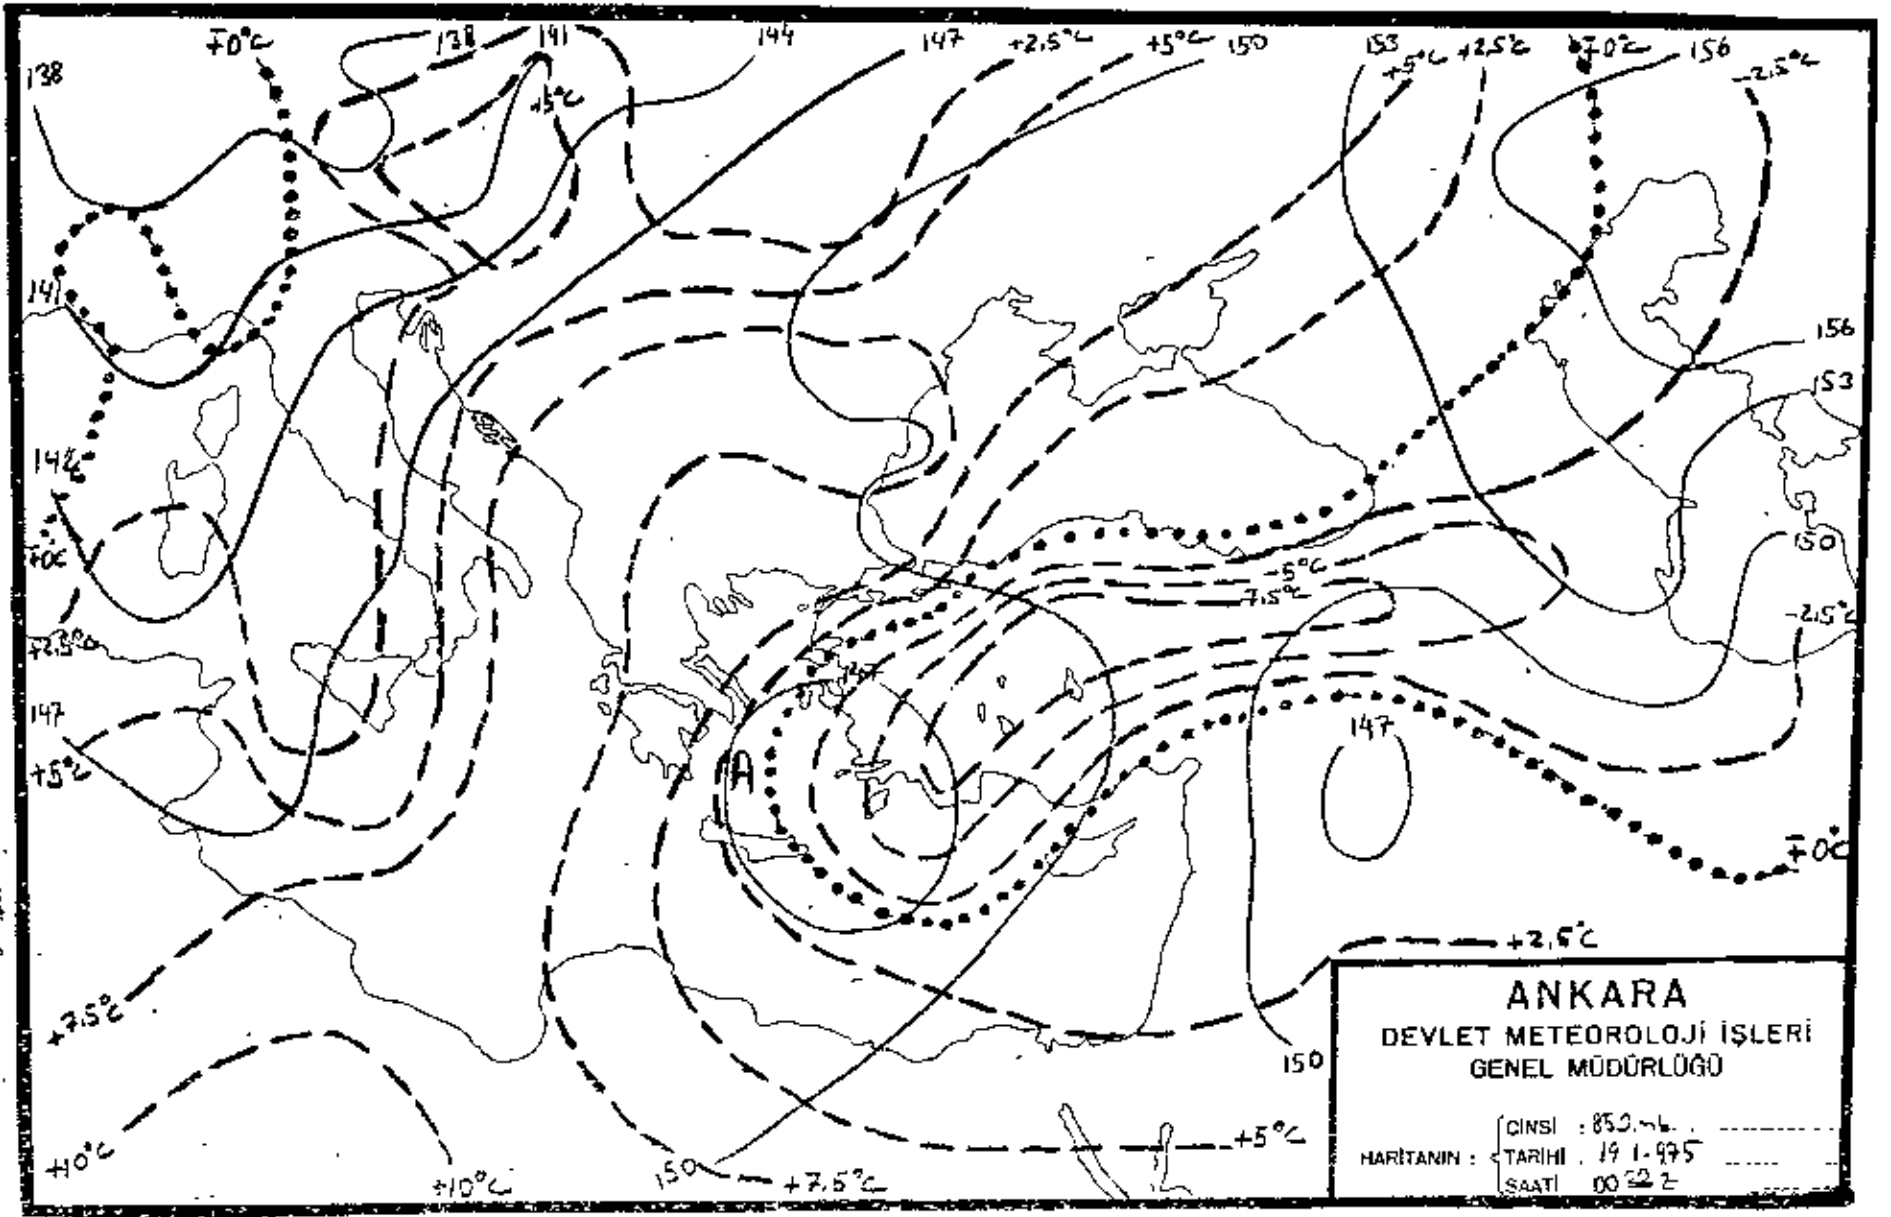 ∓0°C
138
141
144
147
+2.5°C
+5°C
150
153
+5°C
+2.5°C
∓0°C
156
-2.5°C
138
+5°C
141
156
153
∓0C
150
-5°C
7.5°C
-2.5°C
147
+5°C
147
A
∓0°C
+2.5°C
+7.5°C
150
+5°C
+10°C
+10°C
150
+7.5°C
ANKARA
DEVLET METEOROLOJİ İŞLERİ
GENEL MÜDÜRLÜĞÜ
HARİTANIN :
CİNSİ : 850 mb.
TARİHİ : 19 1.975
SAATİ 00 Z